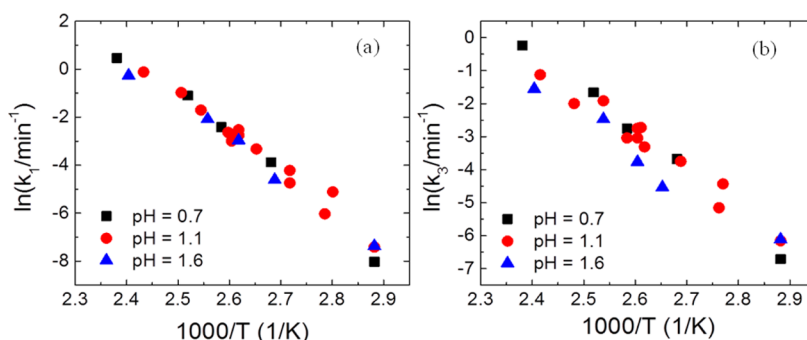 (a)
ln(k₁/min⁻¹)
2
0
-2
-4
-6
-8
pH = 0.7
pH = 1.1
pH = 1.6
2.3 2.4 2.5 2.6 2.7 2.8 2.9
1000/T (1/K)
(b)
ln(k₃/min⁻¹)
0
-1
-2
-3
-4
-5
-6
-7
pH = 0.7
pH = 1.1
pH = 1.6
2.3 2.4 2.5 2.6 2.7 2.8 2.9
1000/T (1/K)